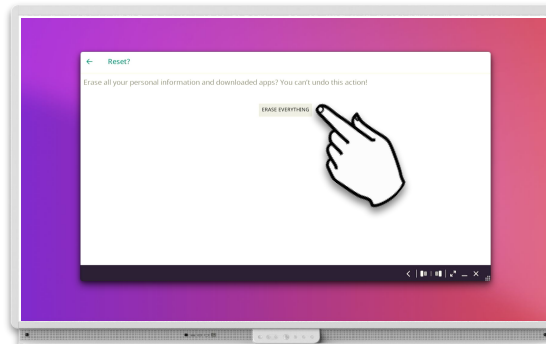 Reset?
Erase all your personal information and downloaded apps? You can't undo this action!
ERASE EVERYTHING